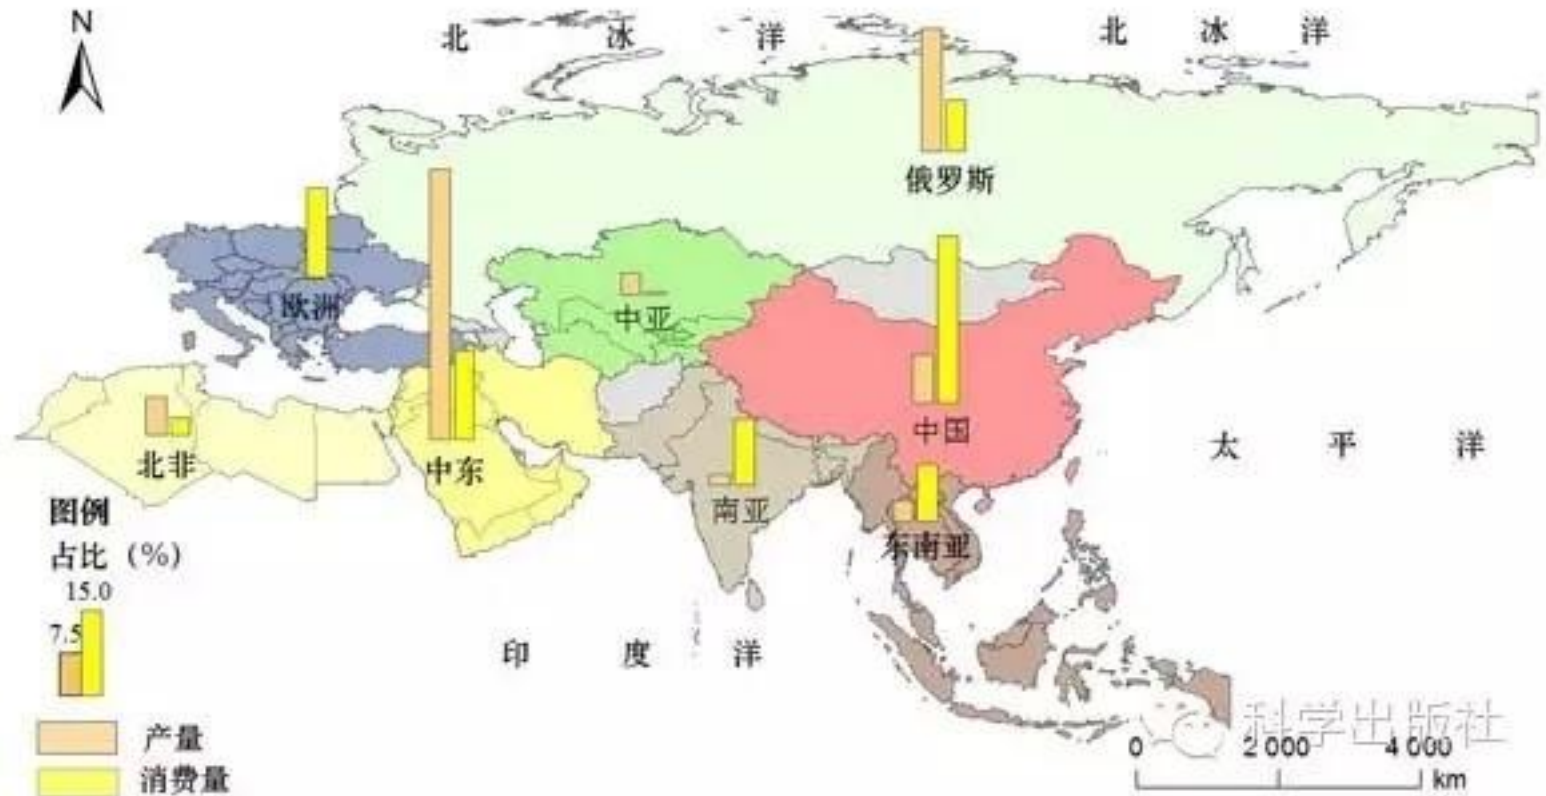 N
北 冰 洋
北 冰 洋
俄罗斯
欧洲
中亚
中国
北非
中东
南亚
东南亚
太 平 洋
印 度 洋
图例
占比 (%)
15.0
7.5
产量
消费量
科学出版社
0 2 000 4 000
km